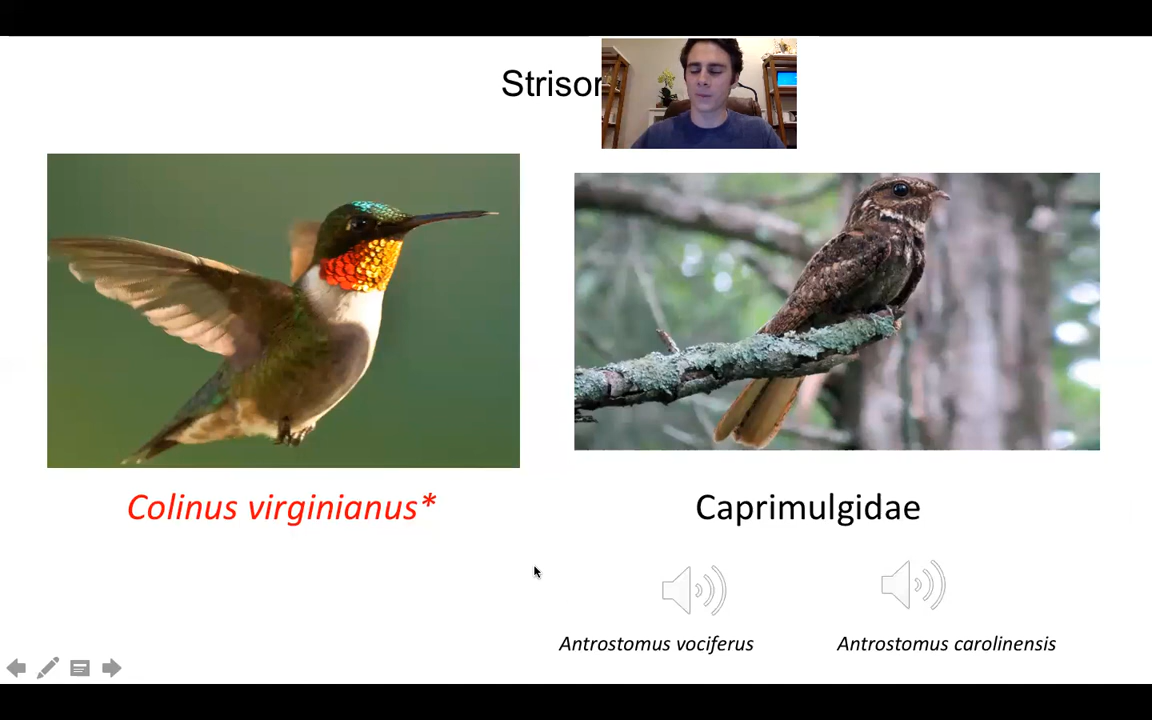 Strisor
Colinus virginianus*
Caprimulgidae
Antrostomus vociferus
Antrostomus carolinensis